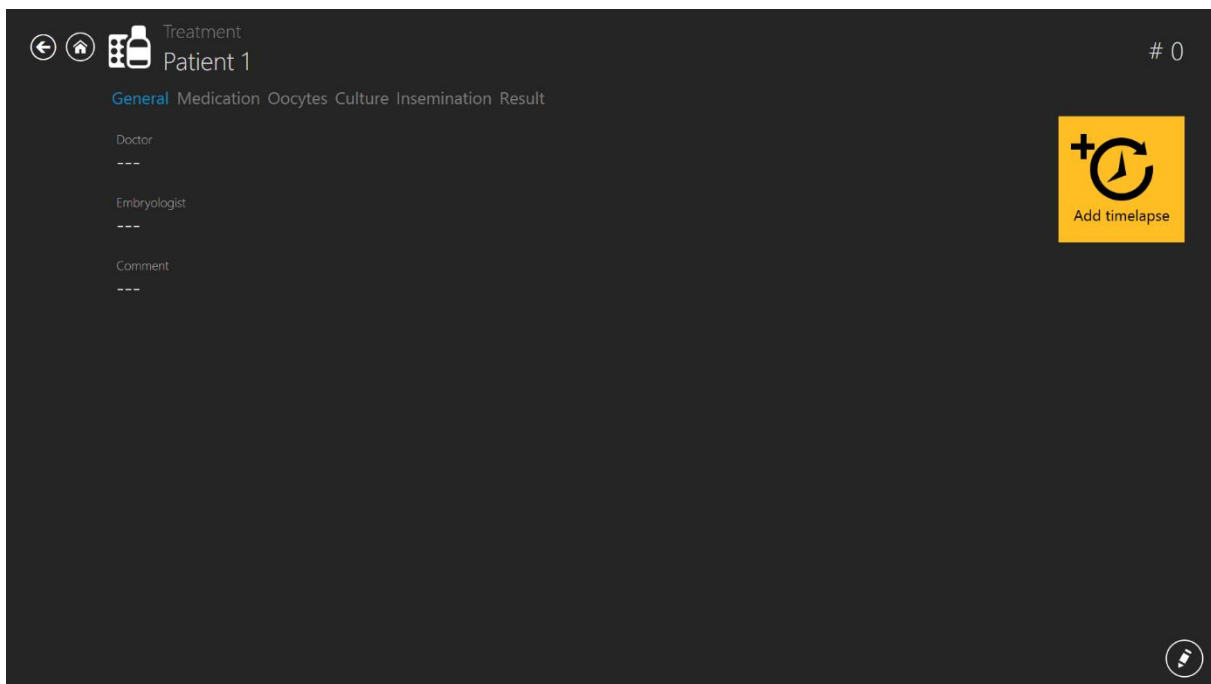 Treatment
Patient 1
# 0
General Medication Oocytes Culture Insemination Result
Doctor
---
Embryologist
---
Comment
---
Add timelapse